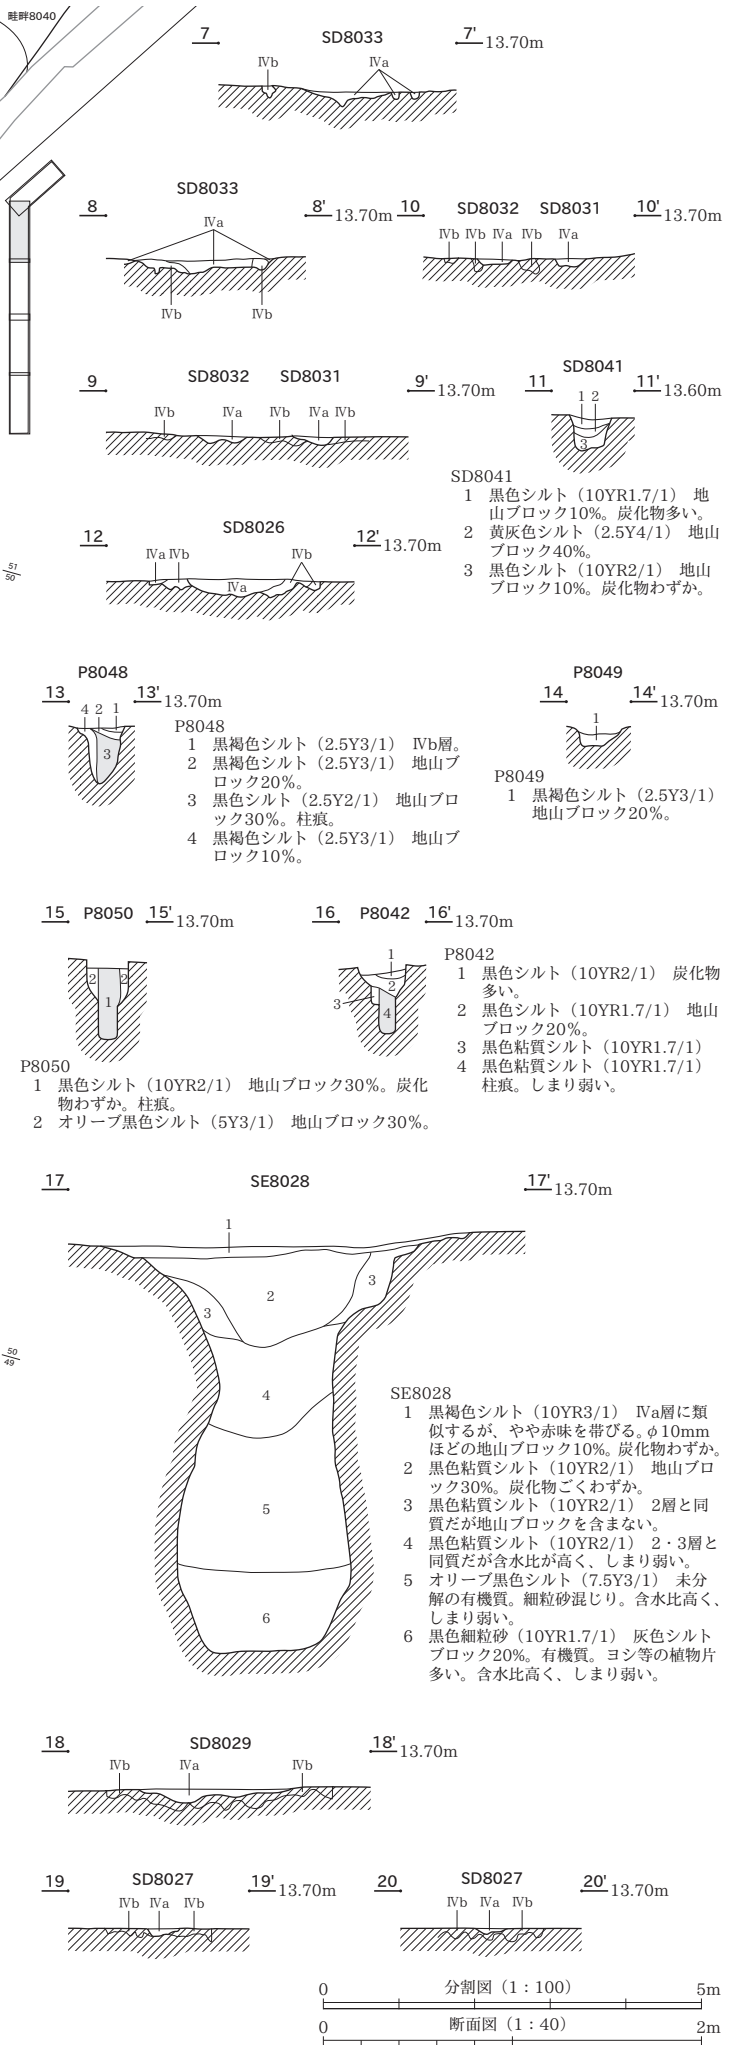 畦畔8040
7 SD8033 7' 13.70m
Ⅳb Ⅳa
SD8033
8 8' 13.70m
Ⅳa
Ⅳb Ⅳb
10 SD8032 SD8031 10' 13.70m
Ⅳb Ⅳb Ⅳa Ⅳb Ⅳa
9 SD8032 SD8031 9' 13.70m
Ⅳb Ⅳa Ⅳb Ⅳa Ⅳb
SD8041
11 11' 13.60m
1 2
3
SD8041
1 黒色シルト（10YR1.7/1） 地
山ブロック10%。炭化物多い。
2 黄灰色シルト（2.5Y4/1） 地山
ブロック40%。
3 黒色シルト（10YR2/1） 地山
ブロック10%。炭化物わずか。
12 SD8026 12' 13.70m
Ⅳa Ⅳb Ⅳb
Ⅳa
51
50
P8048
13 13' 13.70m
4 2 1
3
P8048
1 黒褐色シルト（2.5Y3/1） Ⅳb層。
2 黒褐色シルト（2.5Y3/1） 地山ブ
ロック20%。
3 黒色シルト（2.5Y2/1） 地山ブロ
ック30%。柱痕。
4 黒褐色シルト（2.5Y3/1） 地山ブ
ロック10%。
P8049
14 14' 13.70m
1
P8049
1 黒褐色シルト（2.5Y3/1）
地山ブロック20%。
15 P8050 15' 13.70m
2 2
1
P8050
1 黒色シルト（10YR2/1） 地山ブロック30%。炭化
物わずか。柱痕。
2 オリーブ黒色シルト（5Y3/1） 地山ブロック30%。
16 P8042 16' 13.70m
1
2
3
4
P8042
1 黒色シルト（10YR2/1） 炭化物
多い。
2 黒色シルト（10YR1.7/1） 地山
ブロック20%。
3 黒色粘質シルト（10YR1.7/1）
4 黒色粘質シルト（10YR1.7/1）
柱痕。しまり弱い。
17 SE8028 17' 13.70m
1
2
3
3
4
5
6
50
49
SE8028
1 黒褐色シルト（10YR3/1） Ⅳa層に類
似するが、やや赤味を帯びる。φ10mm
ほどの地山ブロック10%。炭化物わずか。
2 黒色粘質シルト（10YR2/1） 地山ブロ
ック30%。炭化物ごくわずか。
3 黒色粘質シルト（10YR2/1） 2層と同
質だが地山ブロックを含まない。
4 黒色粘質シルト（10YR2/1） 2・3層と
同質だが含水比が高く、しまり弱い。
5 オリーブ黒色シルト（7.5Y3/1） 未分
解の有機質。細粒砂混じり。含水比高く、
しまり弱い。
6 黒色細粒砂（10YR1.7/1） 灰色シルト
ブロック20%。有機質。ヨシ等の植物片
多い。含水比高く、しまり弱い。
18 SD8029 18' 13.70m
Ⅳb Ⅳa Ⅳb
19 SD8027 19' 13.70m
Ⅳb Ⅳa Ⅳb
20 SD8027 20' 13.70m
Ⅳb Ⅳa Ⅳb
0 分割図（1：100） 5m
0 断面図（1：40） 2m